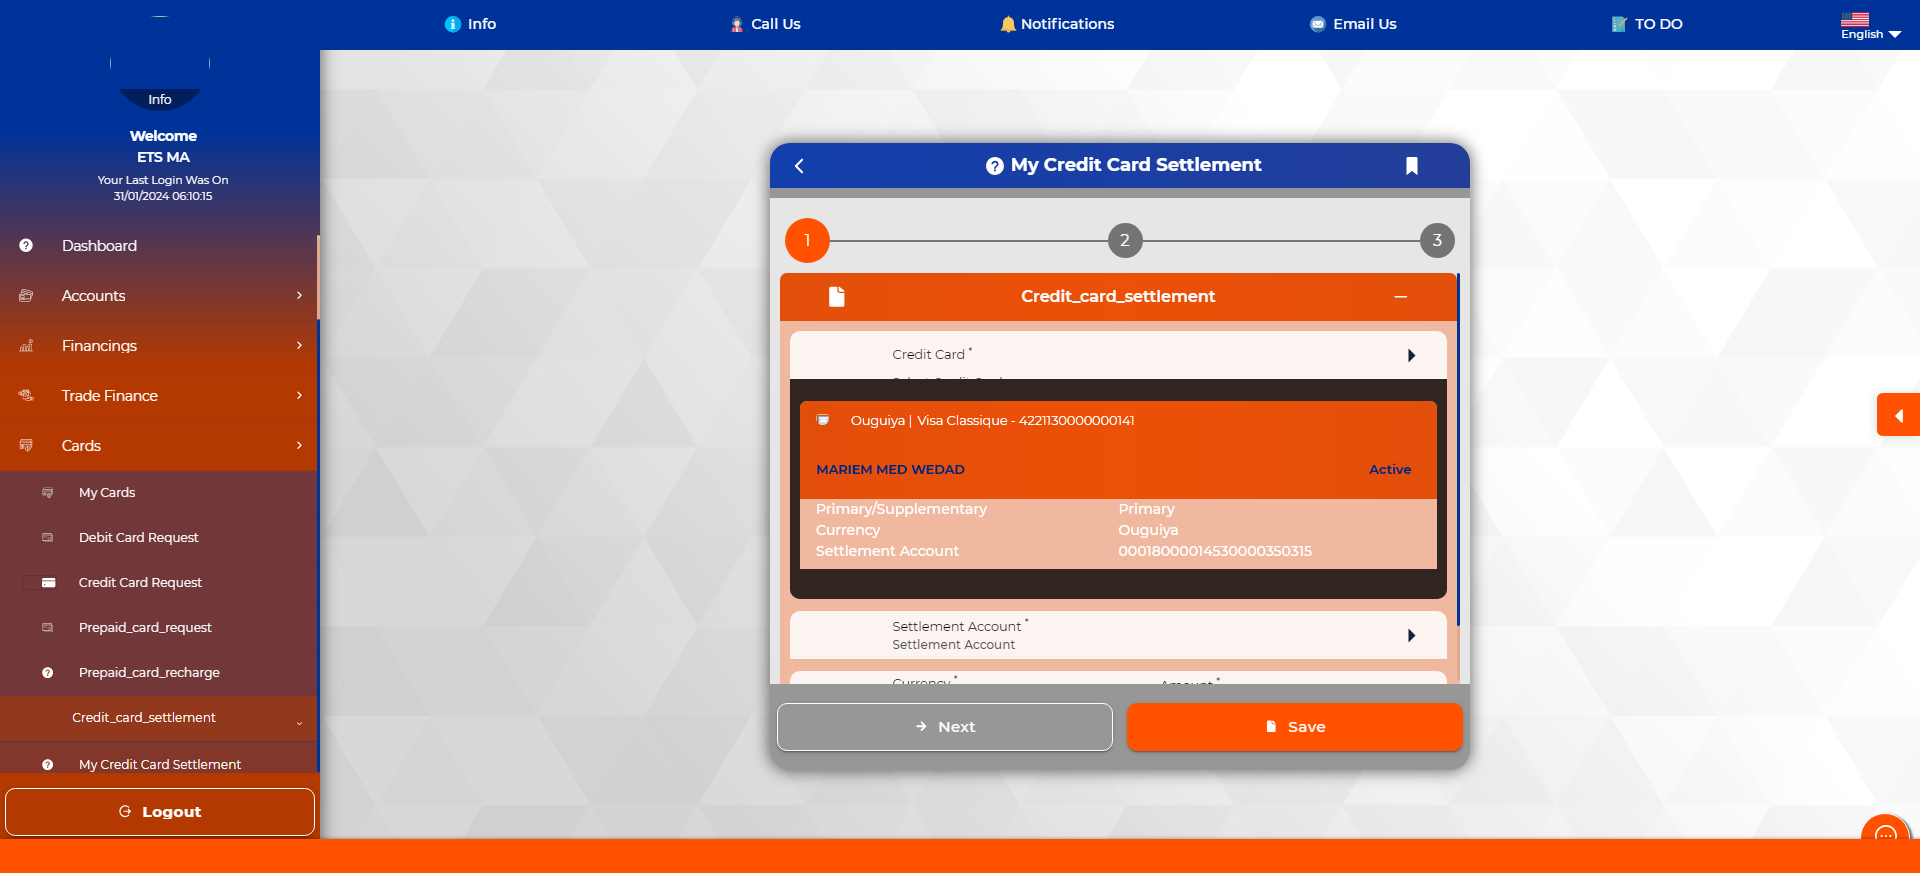 Info
Call Us
Notifications
Email Us
TO DO
English
Info
Welcome
ETS MA
Your Last Login Was On
31/01/2024 06:10:15
Dashboard
Accounts
Financings
Trade Finance
Cards
My Cards
Debit Card Request
Credit Card Request
Prepaid_card_request
Prepaid_card_recharge
Credit_card_settlement
My Credit Card Settlement
Logout
My Credit Card Settlement
1
2
3
Credit_card_settlement
Credit Card *
Ouguiya | Visa Classique - 4221130000000141
MARIEM MED WEDAD
Active
Primary/Supplementary Primary
Currency Ouguiya
Settlement Account 00018000014530000350315
Settlement Account *
Settlement Account
Currency * Amount *
Next
Save